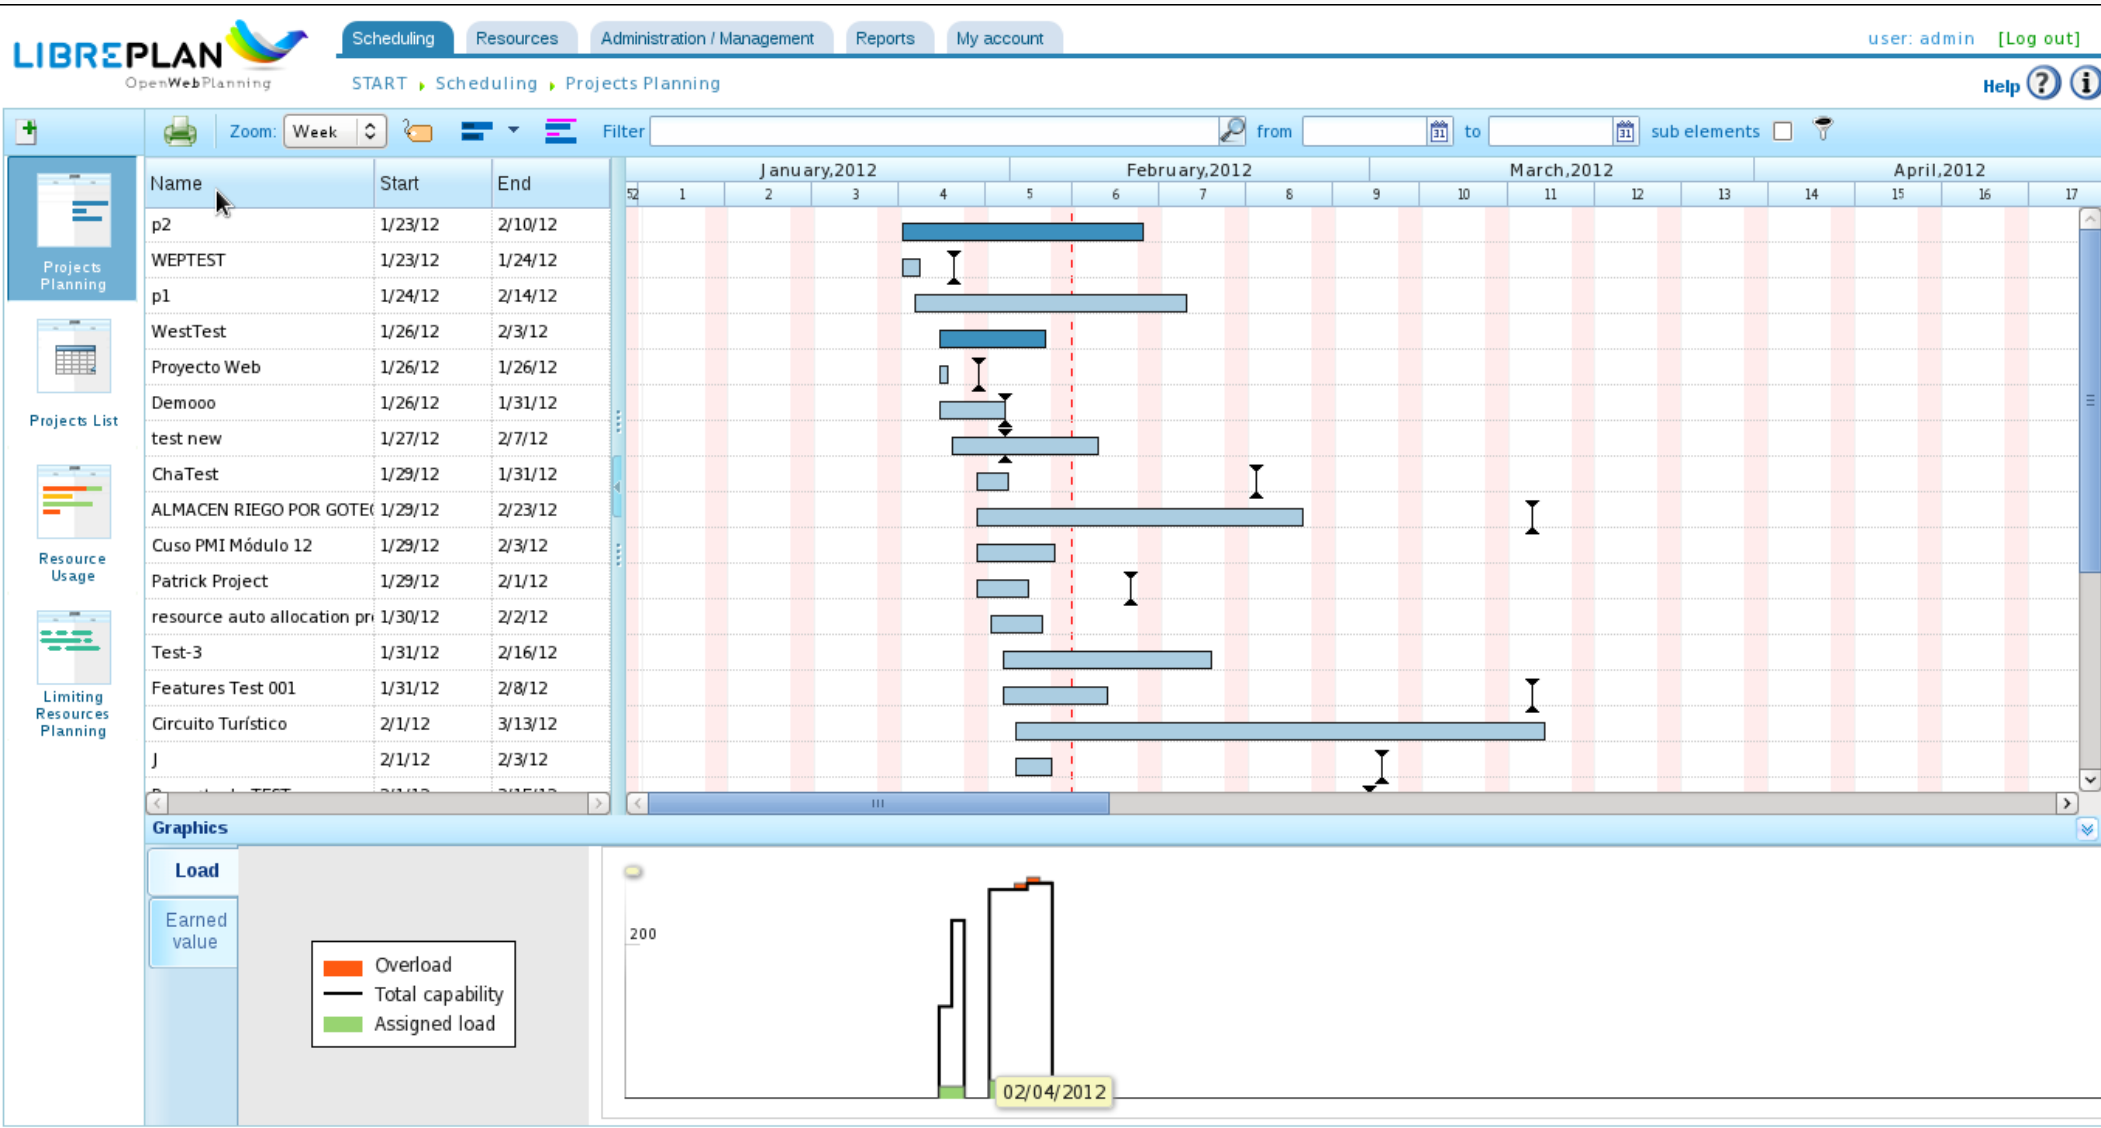 LIBREPLAN
OpenWebPlanning
Scheduling
Resources
Administration / Management
Reports
My account
user: admin [Log out]
START Scheduling Projects Planning
Help ? i
Zoom: Week
Filter
from 31 to 31 sub elements
Projects
Planning
Projects List
Resource
Usage
Limiting
Resources
Planning
Name Start End
January,2012 February,2012 March,2012 April,2012
52 1 2 3 4 5 6 7 8 9 10 11 12 13 14 15 16 17
p2 1/23/12 2/10/12
WEPTEST 1/23/12 1/24/12
p1 1/24/12 2/14/12
WestTest 1/26/12 2/3/12
Proyecto Web 1/26/12 1/26/12
Demooo 1/26/12 1/31/12
test new 1/27/12 2/7/12
ChaTest 1/29/12 1/31/12
ALMACEN RIEGO POR GOTE 1/29/12 2/23/12
Cuso PMI Módulo 12 1/29/12 2/3/12
Patrick Project 1/29/12 2/1/12
resource auto allocation pr 1/30/12 2/2/12
Test-3 1/31/12 2/16/12
Features Test 001 1/31/12 2/8/12
Circuito Turístico 2/1/12 3/13/12
J 2/1/12 2/3/12
Graphics
Load
Earned
value
Overload
Total capability
Assigned load
200
02/04/2012